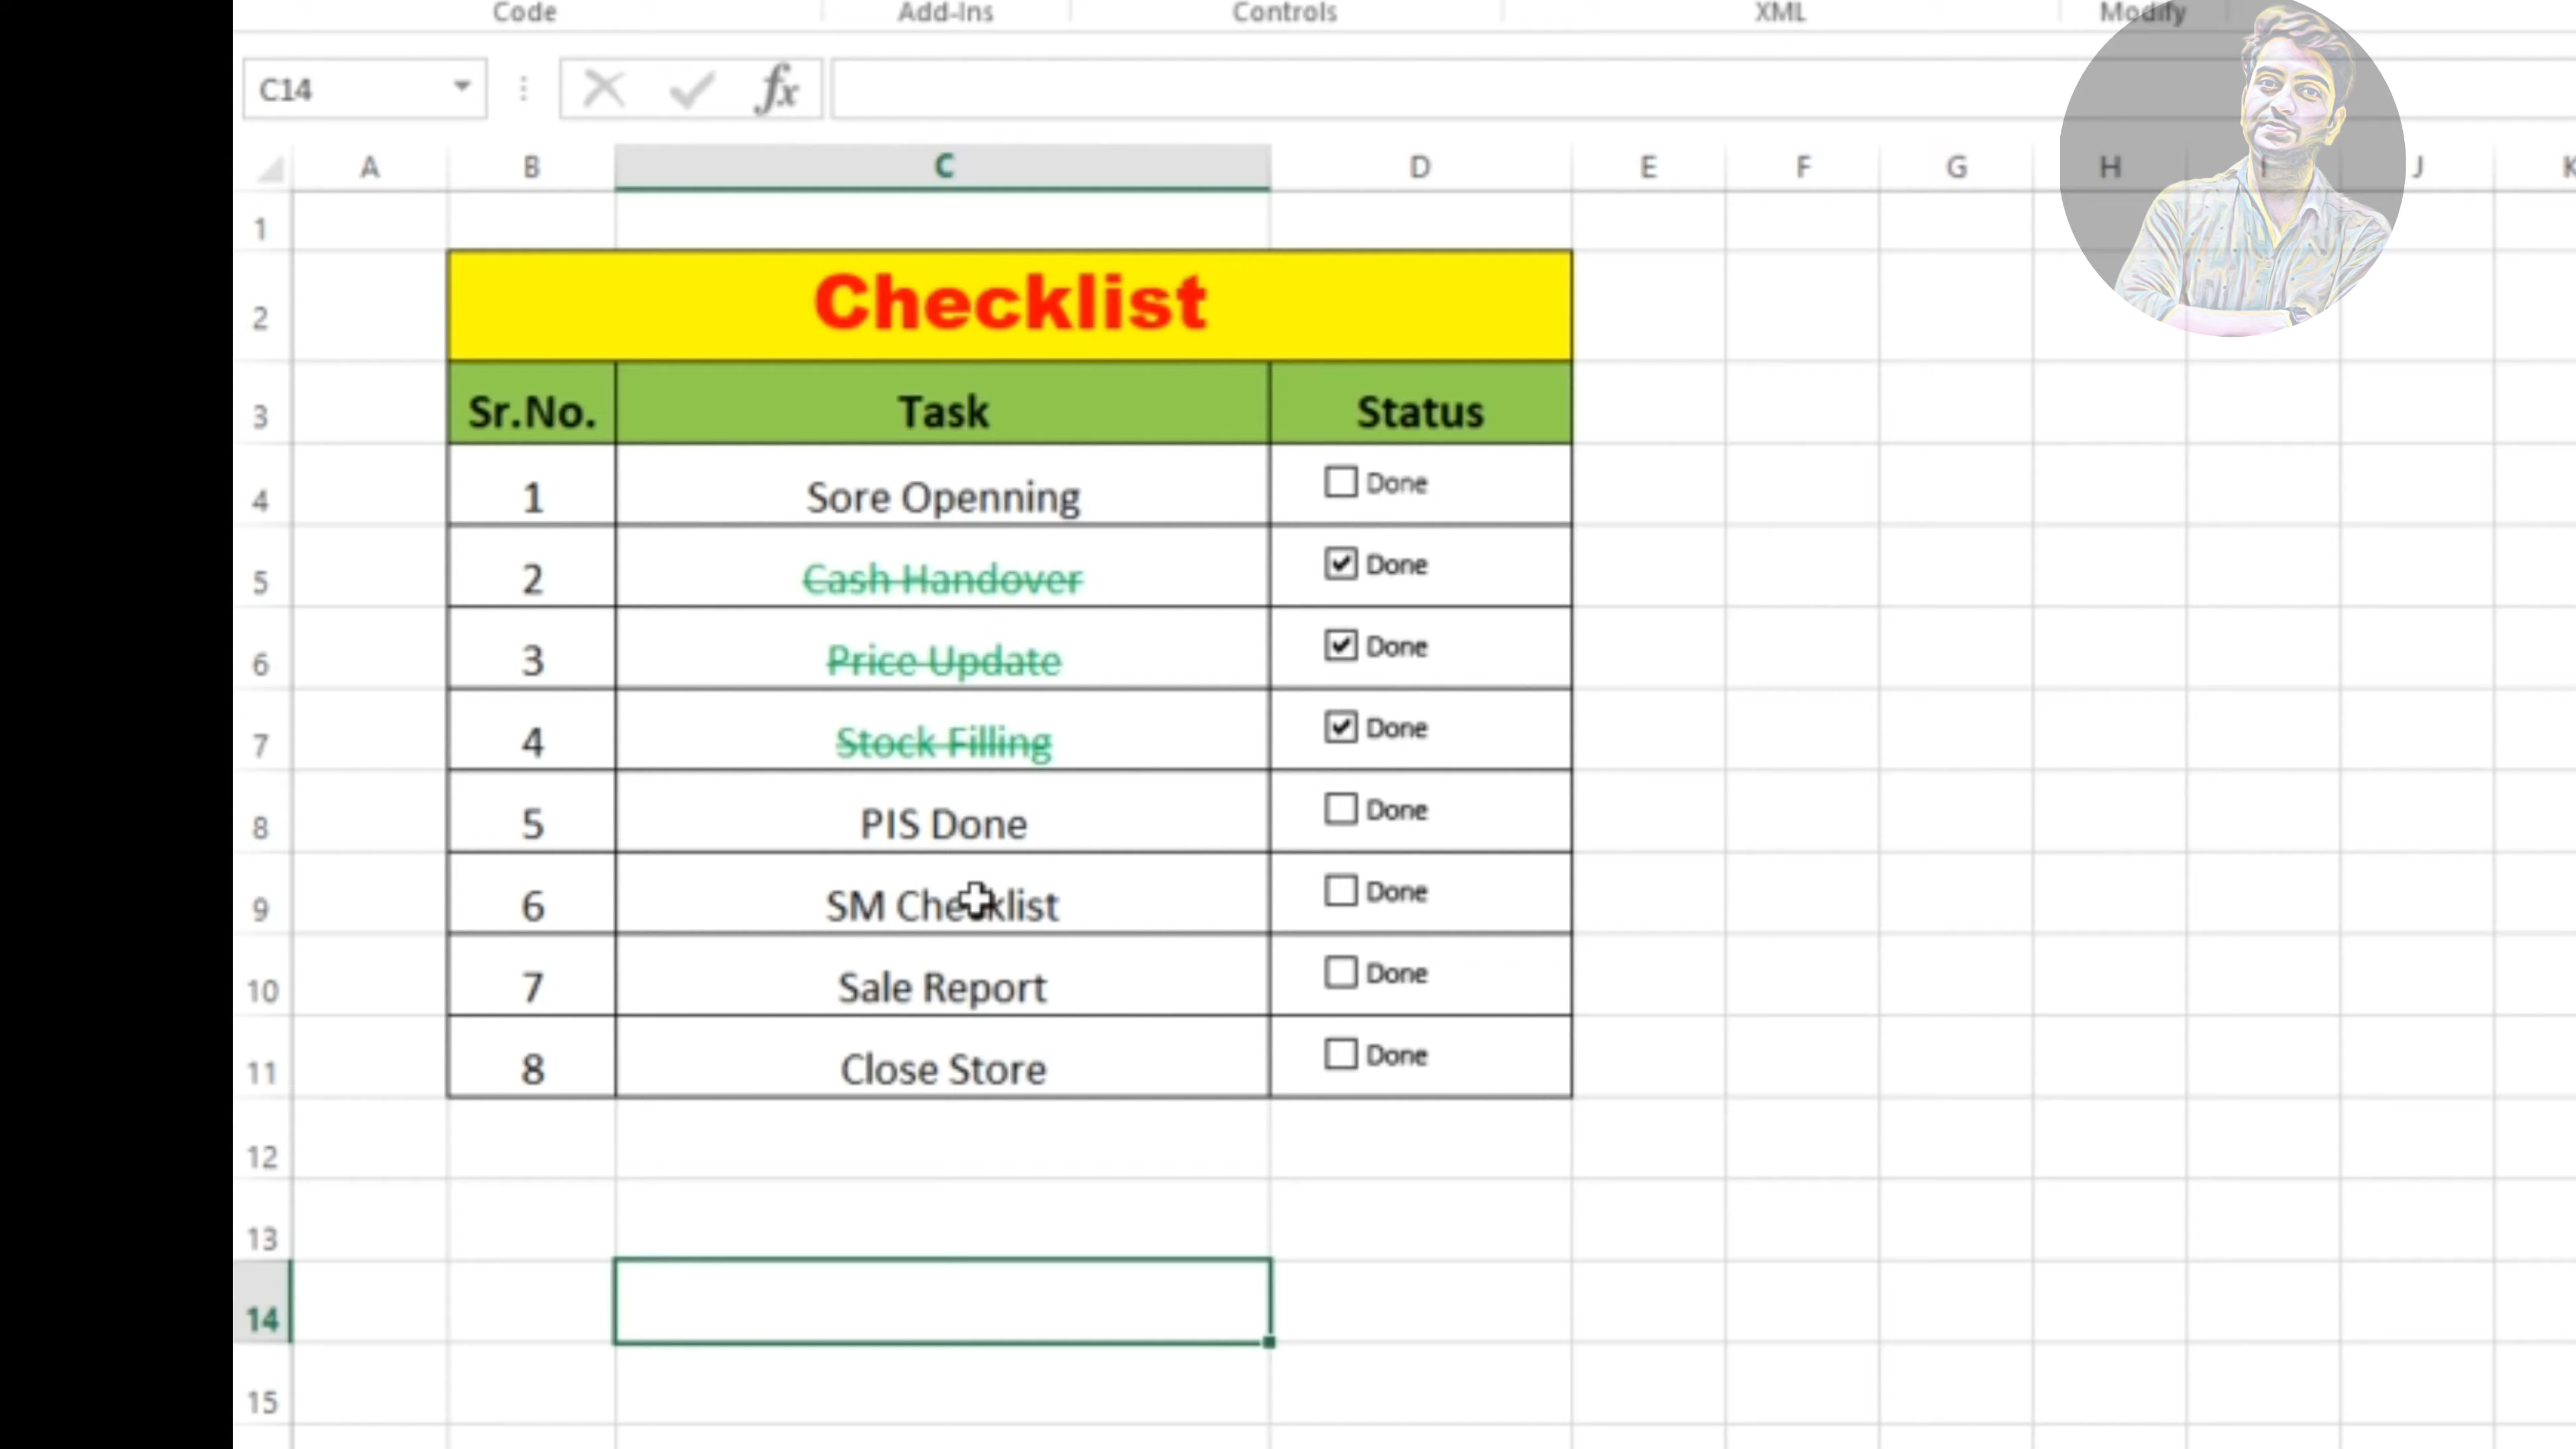 Code Add-Ins Controls XML Modify
C14 fx
A B C D E F G H I J K
1
2 Checklist
3 Sr.No. Task Status
4 1 Sore Openning Done
5 2 Cash Handover Done
6 3 Price Update Done
7 4 Stock Filling Done
8 5 PIS Done Done
9 6 SM Checklist Done
10 7 Sale Report Done
11 8 Close Store Done
12
13
14
15